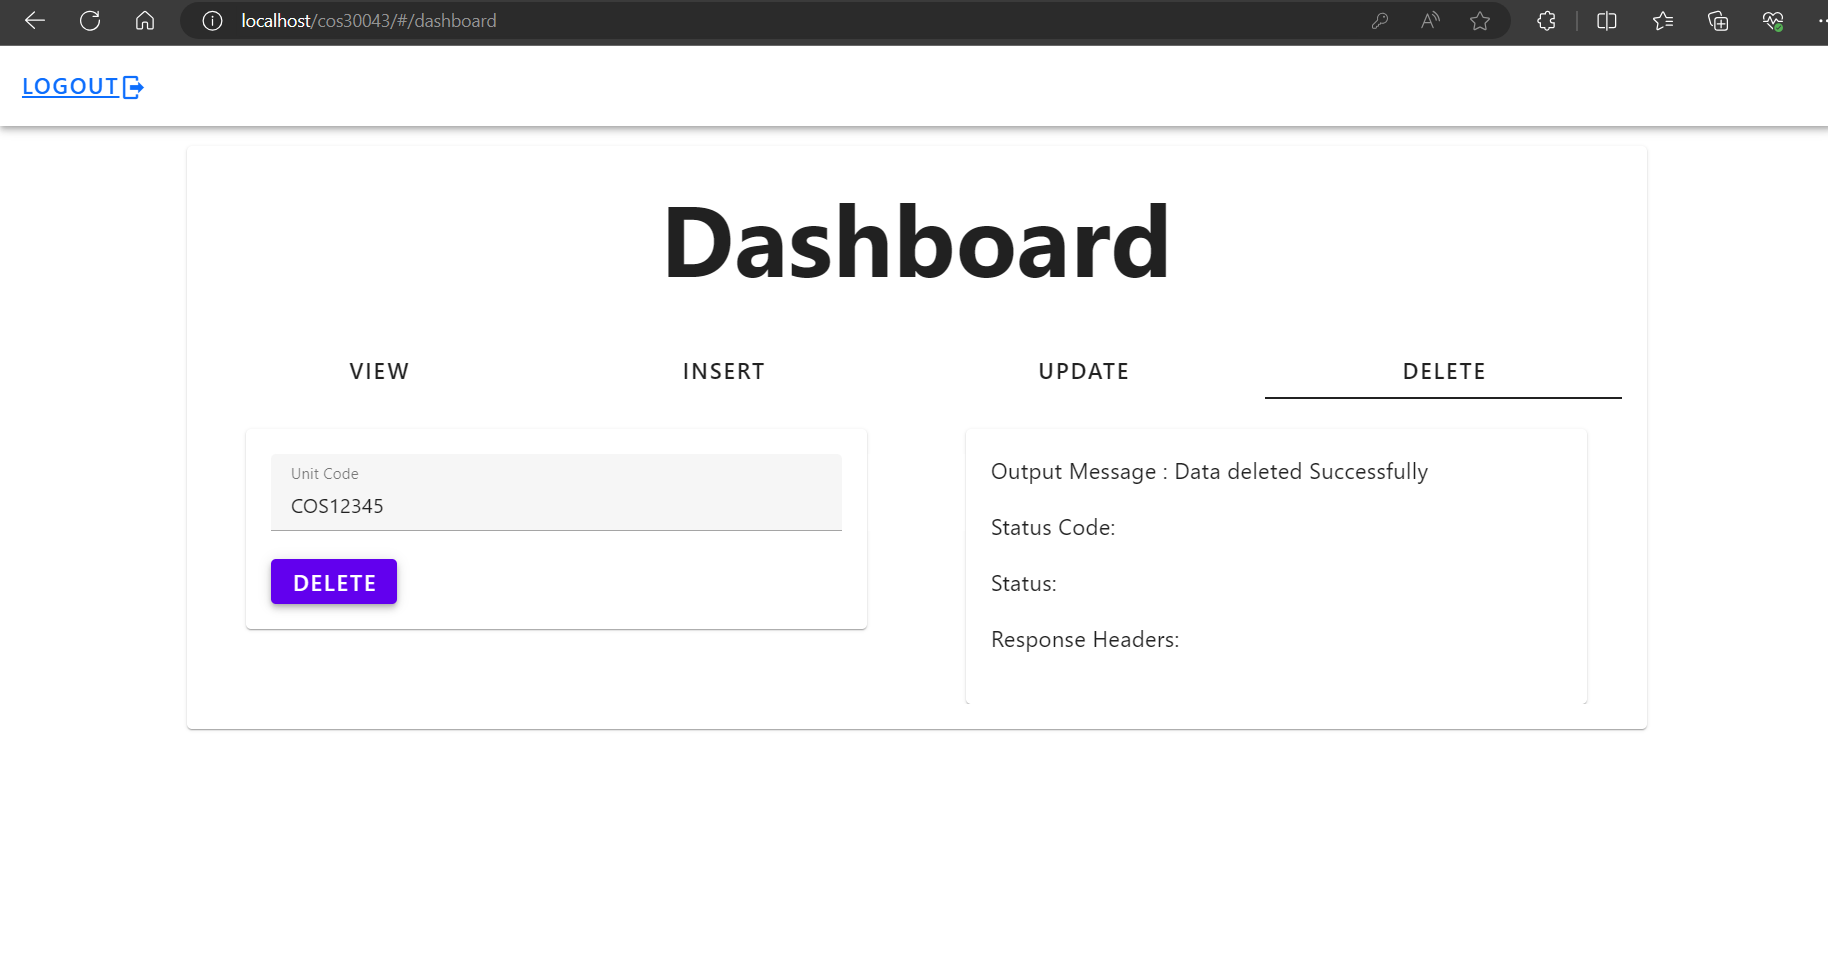 localhost/cos30043/#/dashboard
LOGOUT
Dashboard
VIEW INSERT UPDATE DELETE
Unit Code
COS12345
DELETE
Output Message : Data deleted Successfully
Status Code:
Status:
Response Headers: